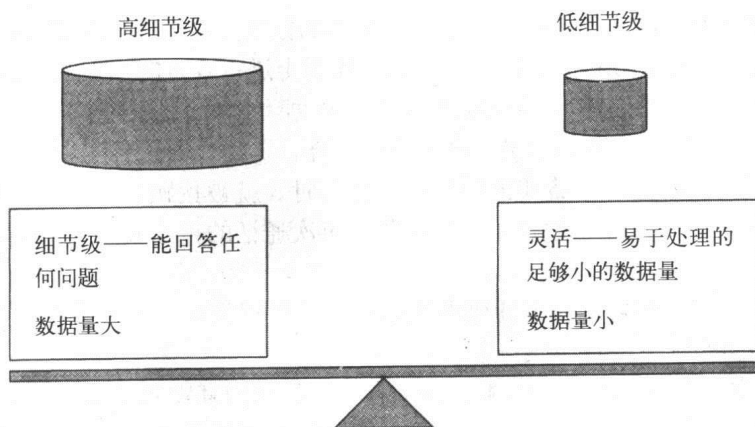 高细节级
低细节级
细节级——能回答任
何问题
数据量大
灵活——易于处理的
足够小的数据量
数据量小